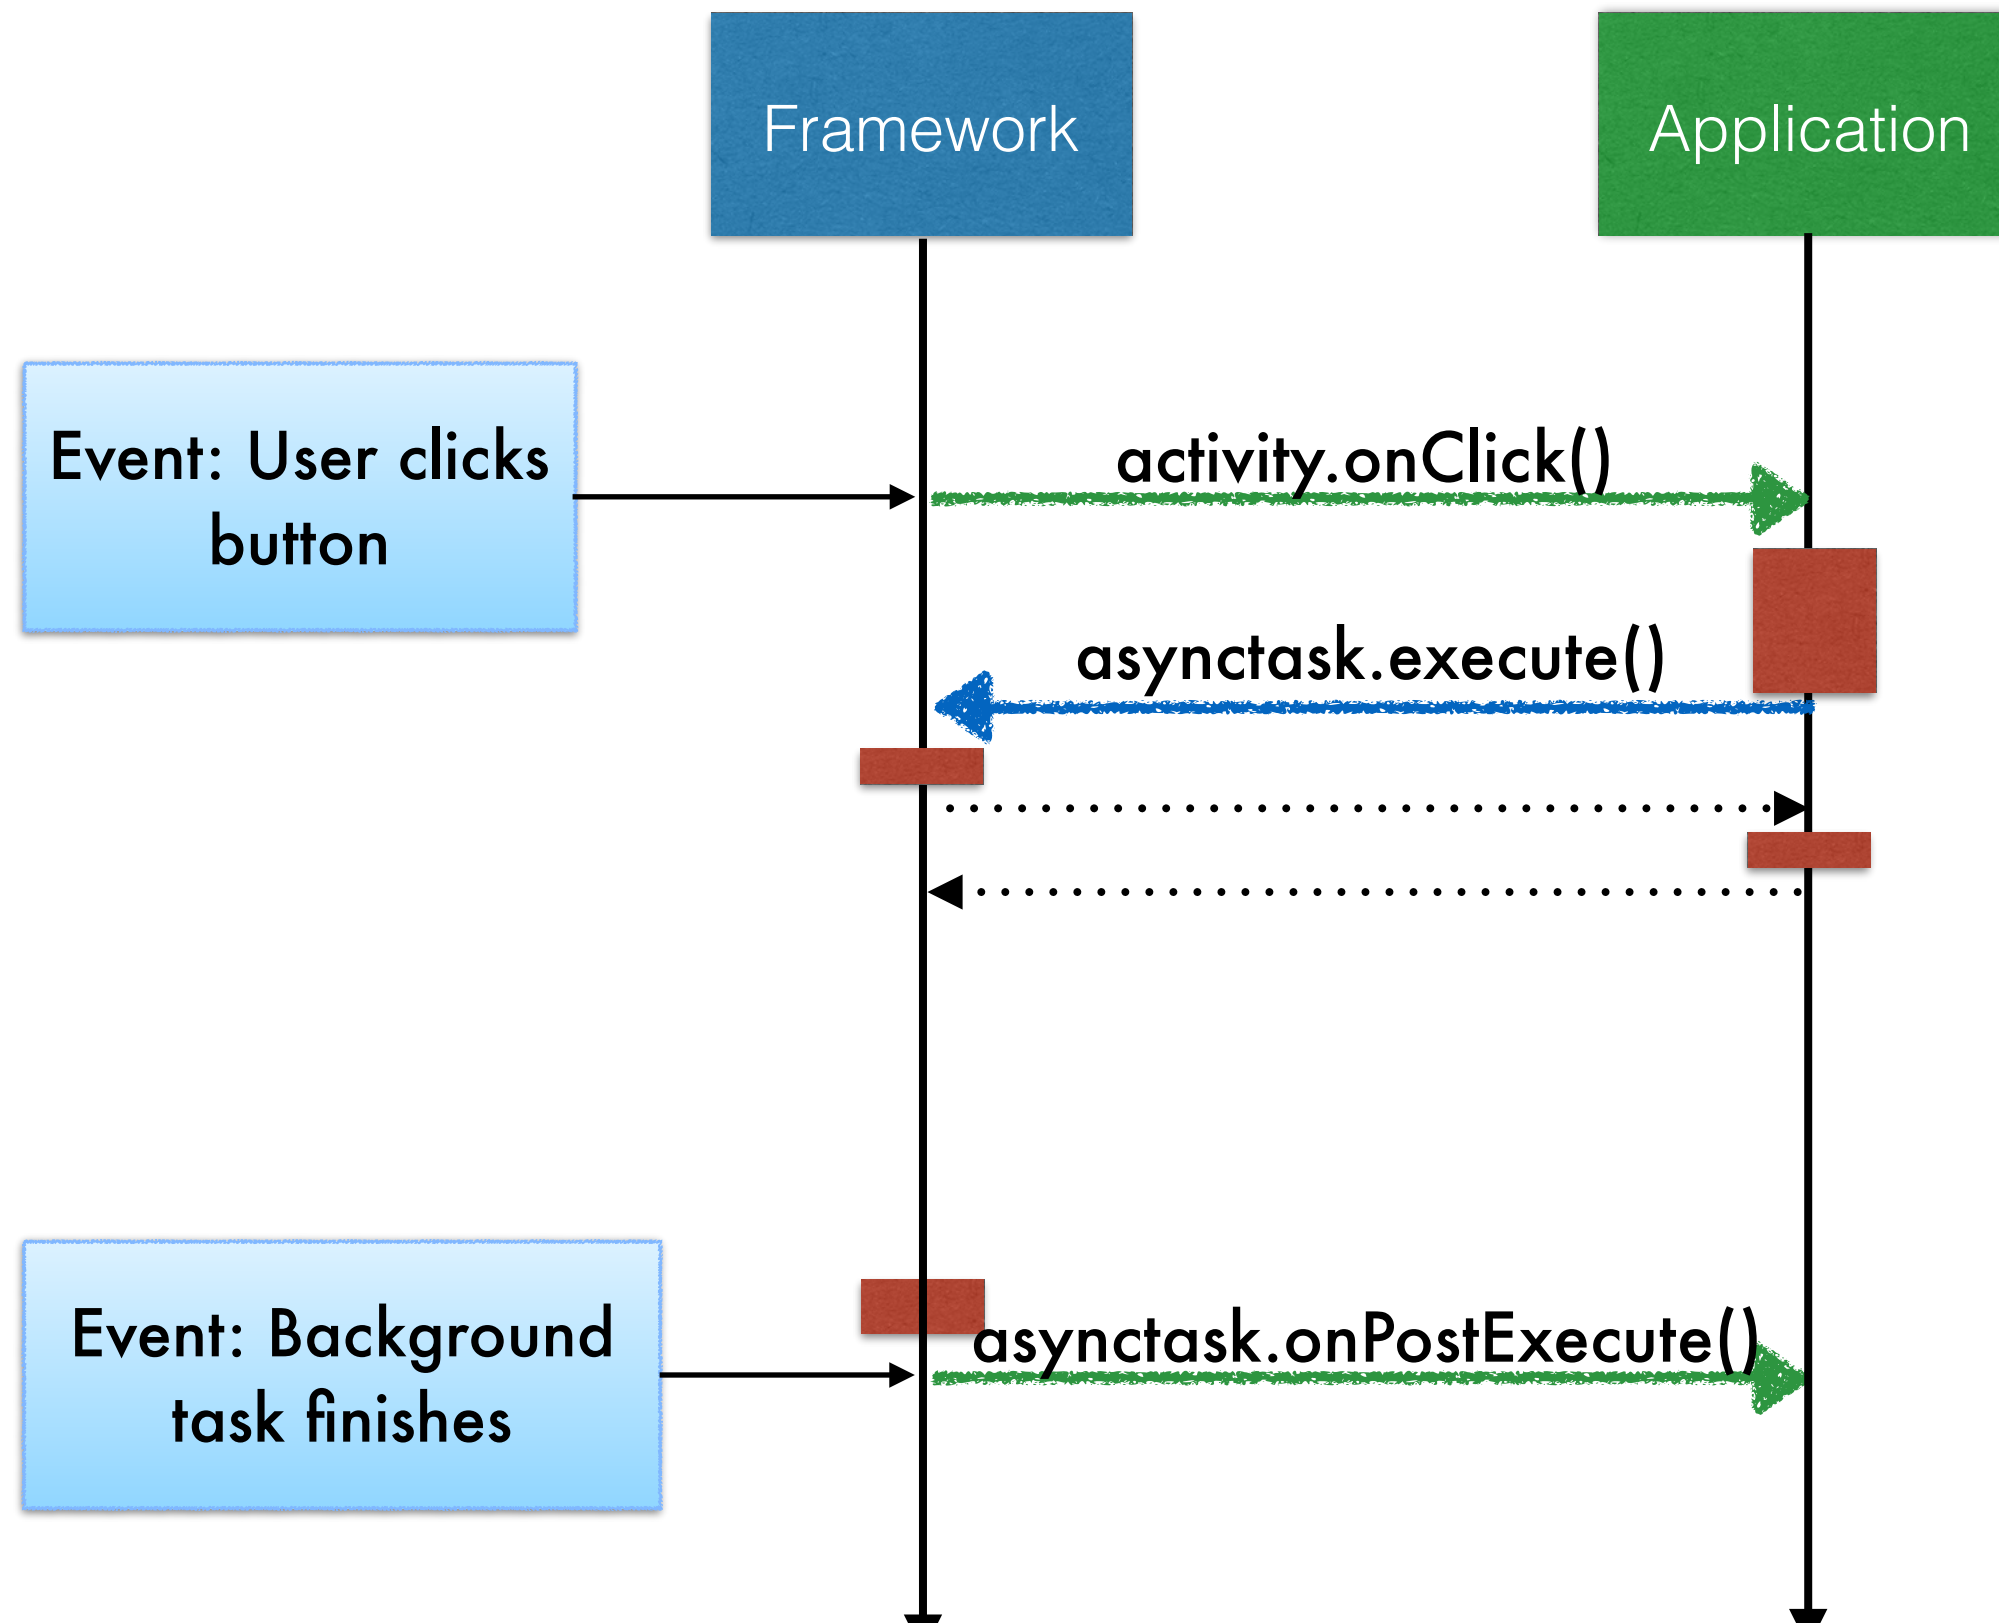 Framework
Application
Event: User clicks
button
activity.onClick()
asynctask.execute()
Event: Background
task finishes
asynctask.onPostExecute()